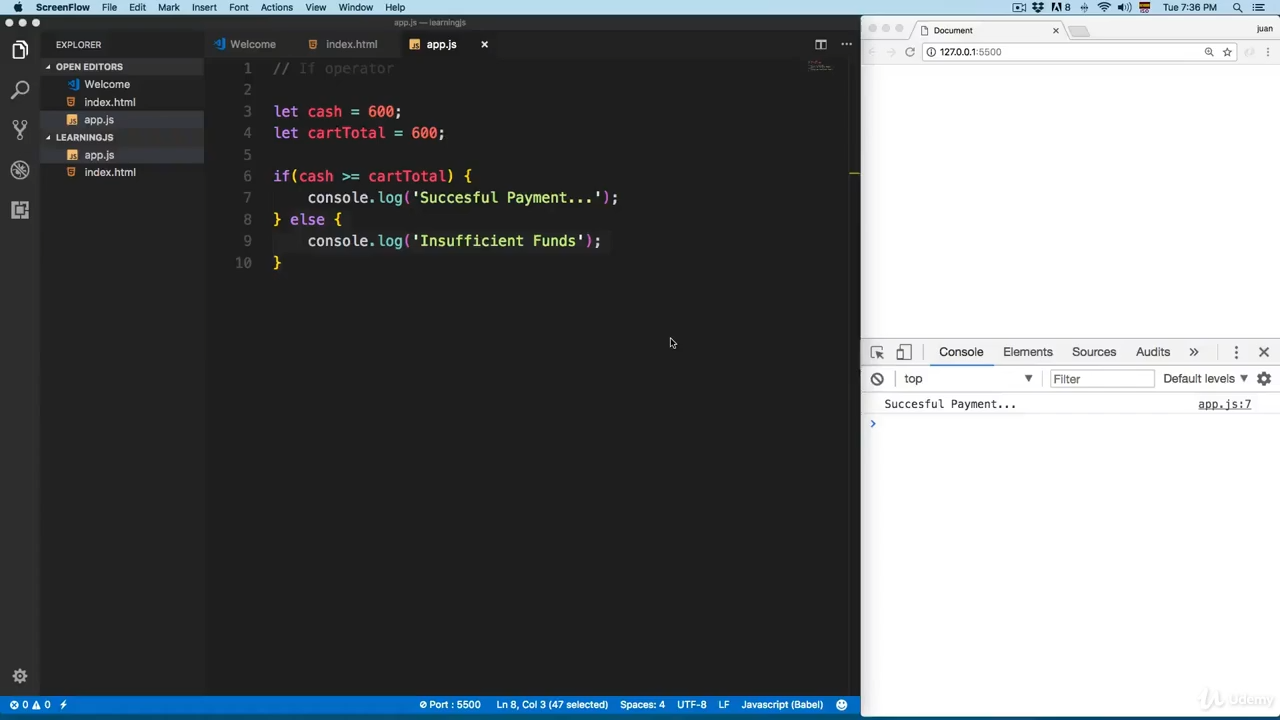 ScreenFlow File Edit Mark Insert Font Actions View Window Help
8 Tue 7:36 PM
app.js — learningjs
EXPLORER
OPEN EDITORS
Welcome
index.html
app.js
LEARNINGJS
app.js
index.html
Welcome index.html app.js
1 // If operator
2
3 let cash = 600;
4 let cartTotal = 600;
5
6 if(cash >= cartTotal) {
7 console.log('Succesful Payment...');
8 } else {
9 console.log('Insufficient Funds');
10 }
0 0
Port : 5500 Ln 8, Col 3 (47 selected) Spaces: 4 UTF-8 LF Javascript (Babel)
Document
juan
127.0.0.1:5500
Console Elements Sources Audits »
top Filter Default levels
Succesful Payment... app.js:7
Udemy